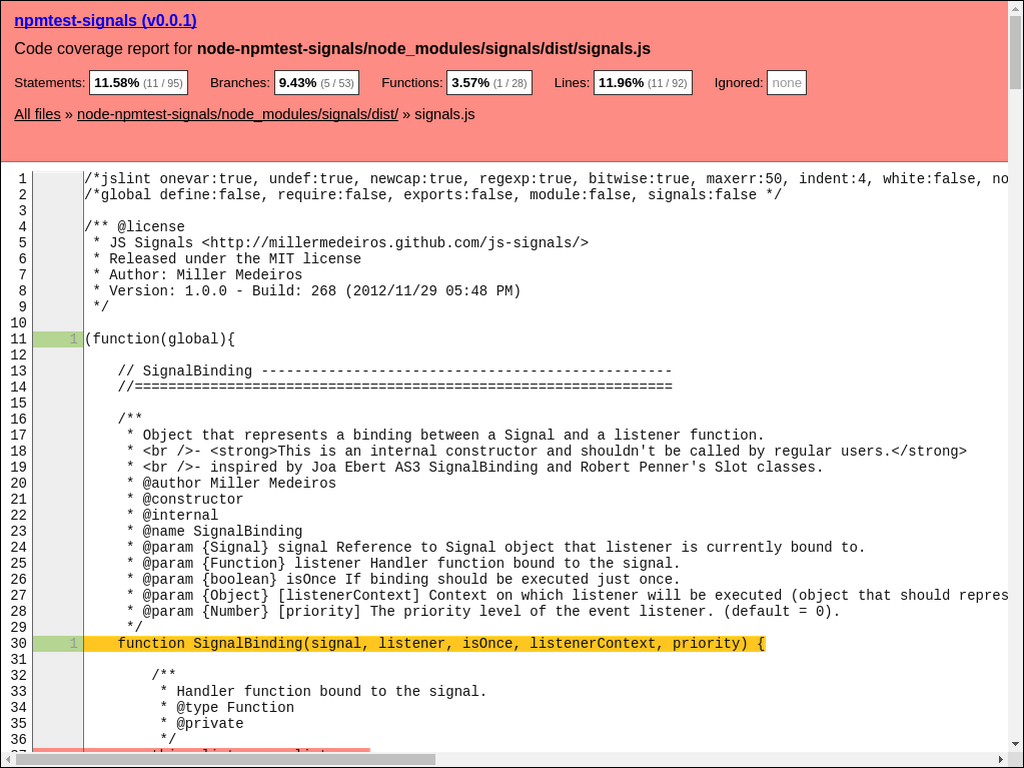 npmtest-signals (v0.0.1)
Code coverage report for node-npmtest-signals/node_modules/signals/dist/signals.js
Statements: 11.58% (11 / 95) Branches: 9.43% (5 / 53) Functions: 3.57% (1 / 28) Lines: 11.96% (11 / 92) Ignored: none
All files » node-npmtest-signals/node_modules/signals/dist/ » signals.js
1 /*jslint onevar:true, undef:true, newcap:true, regexp:true, bitwise:true, maxerr:50, indent:4, white:false, no
2 /*global define:false, require:false, exports:false, module:false, signals:false */
3
4 /** @license
5 * JS Signals <http://millermedeiros.github.com/js-signals/>
6 * Released under the MIT license
7 * Author: Miller Medeiros
8 * Version: 1.0.0 - Build: 268 (2012/11/29 05:48 PM)
9 */
10
11 1 (function(global){
12
13 // SignalBinding -------------------------------------------------
14 //================================================================
15
16 /**
17 * Object that represents a binding between a Signal and a listener function.
18 * <br />- <strong>This is an internal constructor and shouldn't be called by regular users.</strong>
19 * <br />- inspired by Joa Ebert AS3 SignalBinding and Robert Penner's Slot classes.
20 * @author Miller Medeiros
21 * @constructor
22 * @internal
23 * @name SignalBinding
24 * @param {Signal} signal Reference to Signal object that listener is currently bound to.
25 * @param {Function} listener Handler function bound to the signal.
26 * @param {boolean} isOnce If binding should be executed just once.
27 * @param {Object} [listenerContext] Context on which listener will be executed (object that should repres
28 * @param {Number} [priority] The priority level of the event listener. (default = 0).
29 */
30 1 function SignalBinding(signal, listener, isOnce, listenerContext, priority) {
31
32 /**
33 * Handler function bound to the signal.
34 * @type Function
35 * @private
36 */